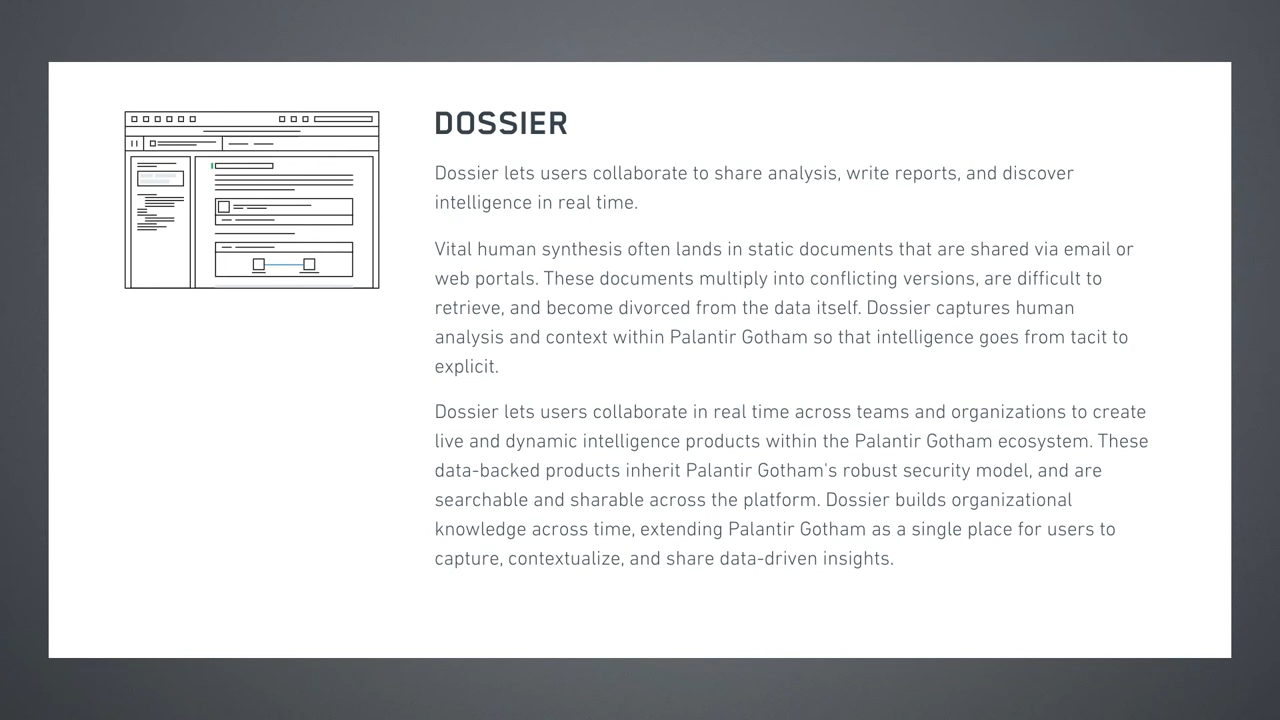 DOSSIER
Dossier lets users collaborate to share analysis, write reports, and discover
intelligence in real time.
Vital human synthesis often lands in static documents that are shared via email or
web portals. These documents multiply into conflicting versions, are difficult to
retrieve, and become divorced from the data itself. Dossier captures human
analysis and context within Palantir Gotham so that intelligence goes from tacit to
explicit.
Dossier lets users collaborate in real time across teams and organizations to create
live and dynamic intelligence products within the Palantir Gotham ecosystem. These
data-backed products inherit Palantir Gotham's robust security model, and are
searchable and sharable across the platform. Dossier builds organizational
knowledge across time, extending Palantir Gotham as a single place for users to
capture, contextualize, and share data-driven insights.